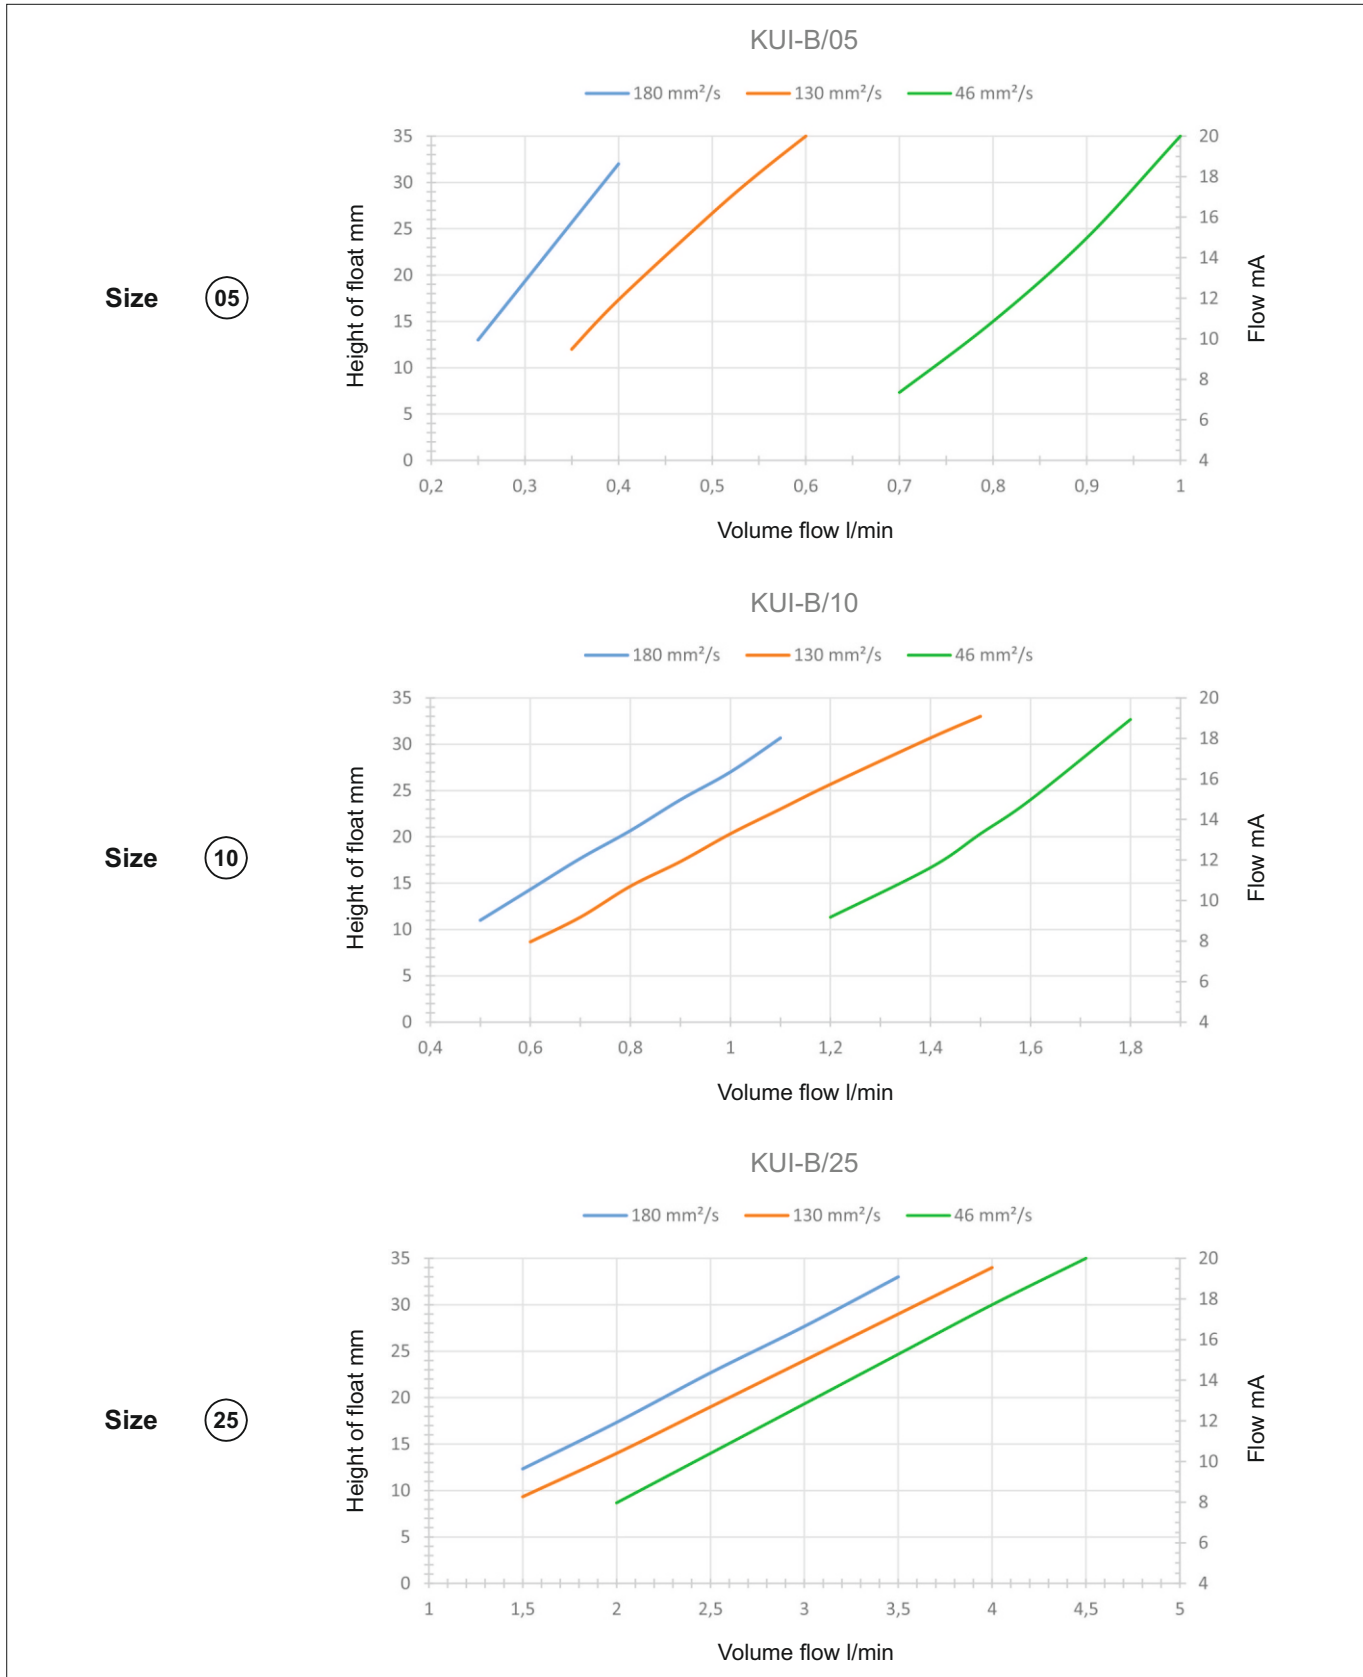 KUI-B/05
180 mm²/s 130 mm²/s 46 mm²/s
35 20
30 18
25 16
20 14
15 12
10 10
5 8
0 6
4
Height of float mm
Flow mA
Size 05
0,2 0,3 0,4 0,5 0,6 0,7 0,8 0,9 1
Volume flow l/min
KUI-B/10
180 mm²/s 130 mm²/s 46 mm²/s
35 20
30 18
25 16
20 14
15 12
10 10
5 8
0 6
4
Height of float mm
Flow mA
Size 10
0,4 0,6 0,8 1 1,2 1,4 1,6 1,8
Volume flow l/min
KUI-B/25
180 mm²/s 130 mm²/s 46 mm²/s
35 20
30 18
25 16
20 14
15 12
10 10
5 8
0 6
4
Height of float mm
Flow mA
Size 25
1 1,5 2 2,5 3 3,5 4 4,5 5
Volume flow l/min